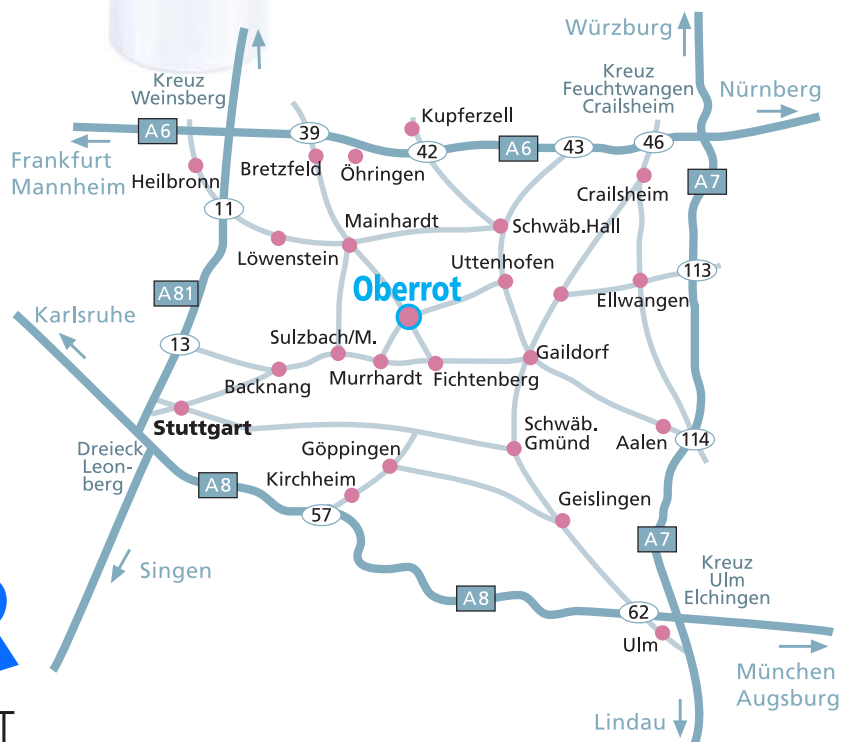 Würzburg
Kreuz
Weinsberg
Kreuz
Feuchtwangen
Crailsheim
Nürnberg
A6
39
Kupferzell
42
A6
43
46
Frankfurt
Mannheim
Heilbronn
Bretzfeld
Öhringen
Crailsheim
A7
11
Mainhardt
Schwäb.Hall
Löwenstein
Uttenhofen
113
A81
Oberrot
Ellwangen
Karlsruhe
13
Sulzbach/M.
Gaildorf
Backnang
Murrhardt
Fichtenberg
Stuttgart
Schwäb.
Gmünd
Aalen
114
Dreieck
Leon-
berg
Göppingen
Kirchheim
A8
57
Geislingen
A7
Singen
Kreuz
Ulm
Elchingen
A8
62
Ulm
München
Augsburg
Lindau
R
T